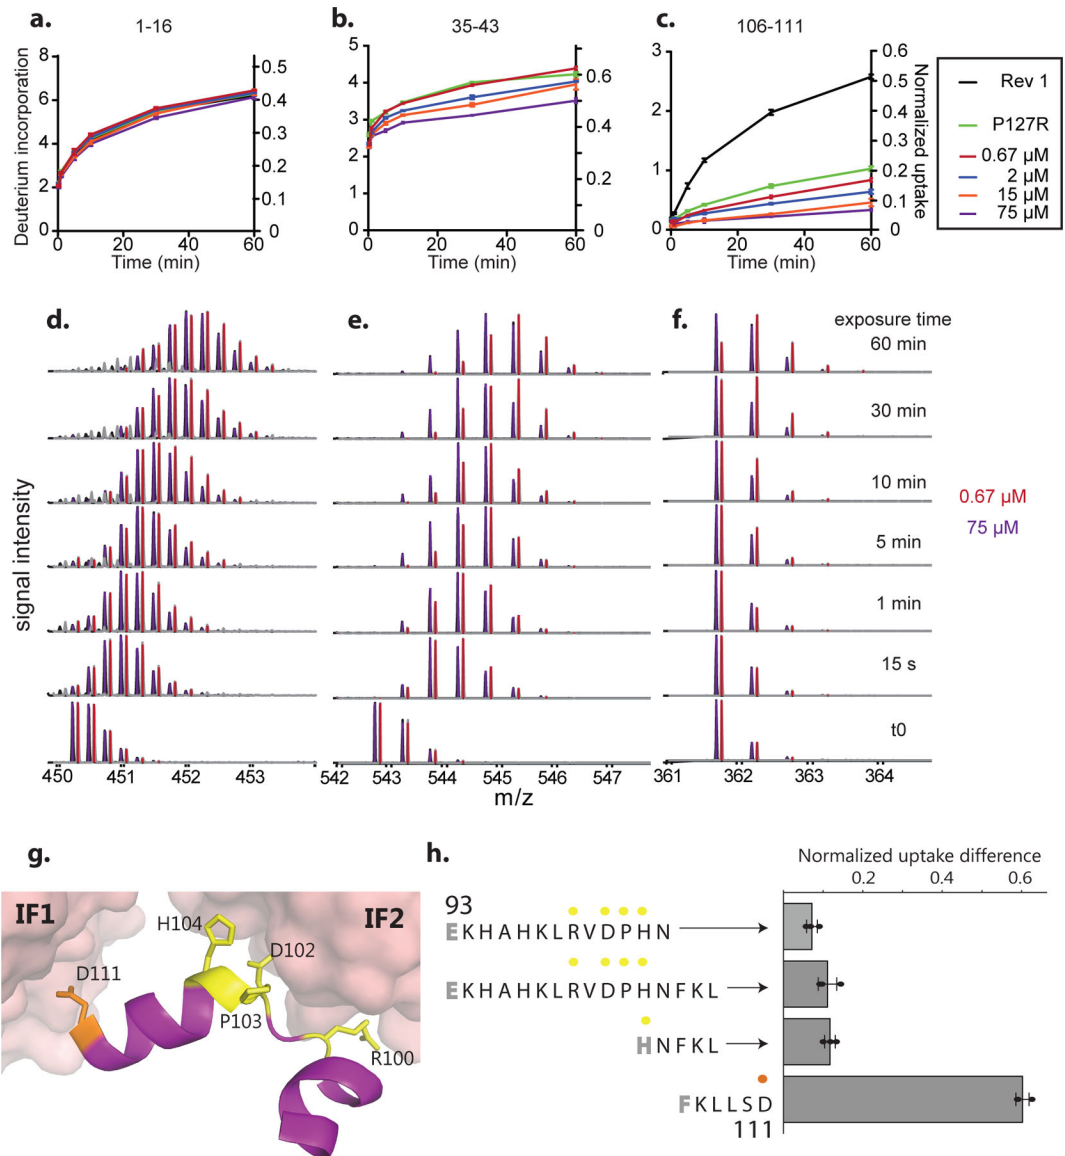 a.
1-16
b.
35-43
c.
106-111
Deuterium incorporation
8
6
4
2
0
0.5
0.4
0.3
0.2
0.1
0
0 20 40 60
Time (min)
5
4
3
2
1
0
0.6
0.4
0.2
0
0 20 40 60
Time (min)
3
2
1
0
0.6
0.5
0.4
0.3
0.2
0.1
0
Normalized uptake
0 20 40 60
Time (min)
Rev 1
P127R
0.67 µM
2 µM
15 µM
75 µM
d.
e.
f.
exposure time
60 min
30 min
10 min
5 min
1 min
15 s
t0
0.67 µM
75 µM
signal intensity
450 451 452 453
542 543 544 545 546 547
361 362 363 364
m/z
g.
IF1
IF2
H104
D102
D111
P103
R100
h.
Normalized uptake difference
0.2 0.6
93
EKHAHKLRVDPHN
EKHAHKLRVDPHNFKL
HNFKL
FKLLSD
111